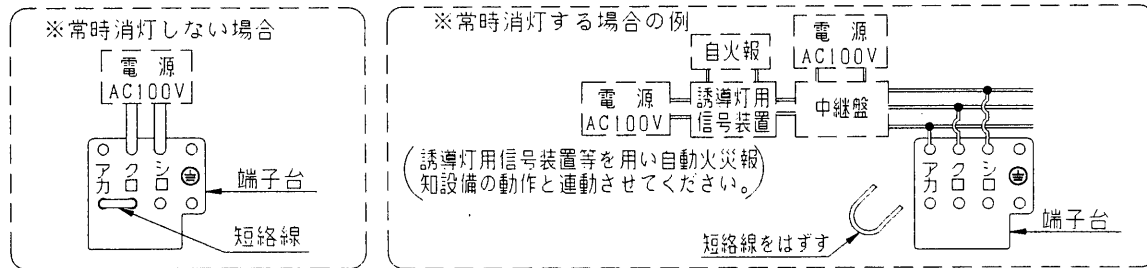 ※常時消灯しない場合
電 源
AC100V
アカ
クロ
シロ
端子台
短絡線
※常時消灯する場合の例
自火報
電 源
AC100V
電 源
AC100V
誘導灯用
信号装置
中継盤
(誘導灯用信号装置等を用い自動火災報
知設備の動作と連動させてください。)
アカ
クロ
シロ
短絡線をはずす
端子台